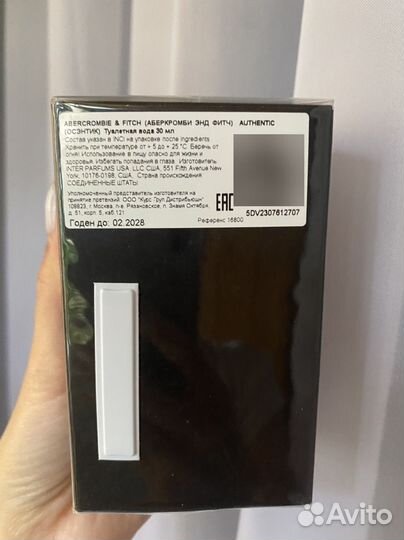 ABERCROMBIE & FITCH (АБЕРКРОМБИ ЭНД ФИТЧ) AUTHENTIC
(ОСЭНТИК) Туалетная вода 30 мл
Состав указан в INCI на упаковке после Ingredients
Хранить при температуре от + 5 до + 25 °C. Беречь от
огня! Использование в пищу опасно для жизни и
здоровья. Избегать попадания в глаза. Изготовитель:
INTER PARFUMS USA, LLC США, 551 Fifth Avenue New
York, 10176-0198, США, Страна происхождения
СОЕДИНЕННЫЕ ШТАТЫ
Уполномоченный представитель изготовителя на
принятие претензий: ООО "Курс Груп Дистрибьюшн"
109823, г. Москва, п-е. Рязановское, п. Знамя Октября,
д. 51, корп. 5, каб.121
Годен до: 02.2028
EAC
5DV2307612707
Референс 16800
Avito